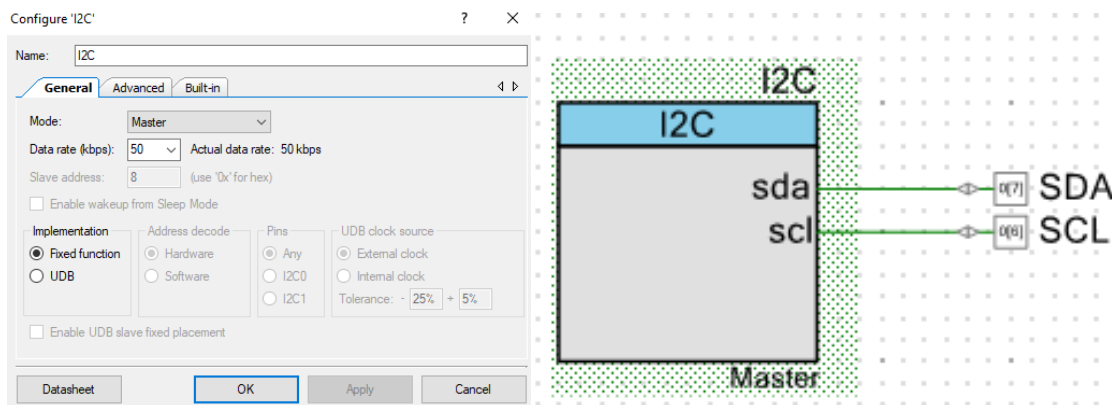 Configure 'I2C'
? ×
Name: I2C
General Advanced Built-in
Mode: Master
Data rate (kbps): 50 Actual data rate: 50 kbps
Slave address: 8 (use '0x' for hex)
Enable wakeup from Sleep Mode
Implementation Address decode Pins UDB clock source
Fixed function Hardware Any External clock
UDB Software I2C0 Internal clock
I2C1 Tolerance: - 25% + 5%
Enable UDB slave fixed placement
Datasheet OK Apply Cancel
I2C
I2C
sda 0[7] SDA
scl 0[6] SCL
Master